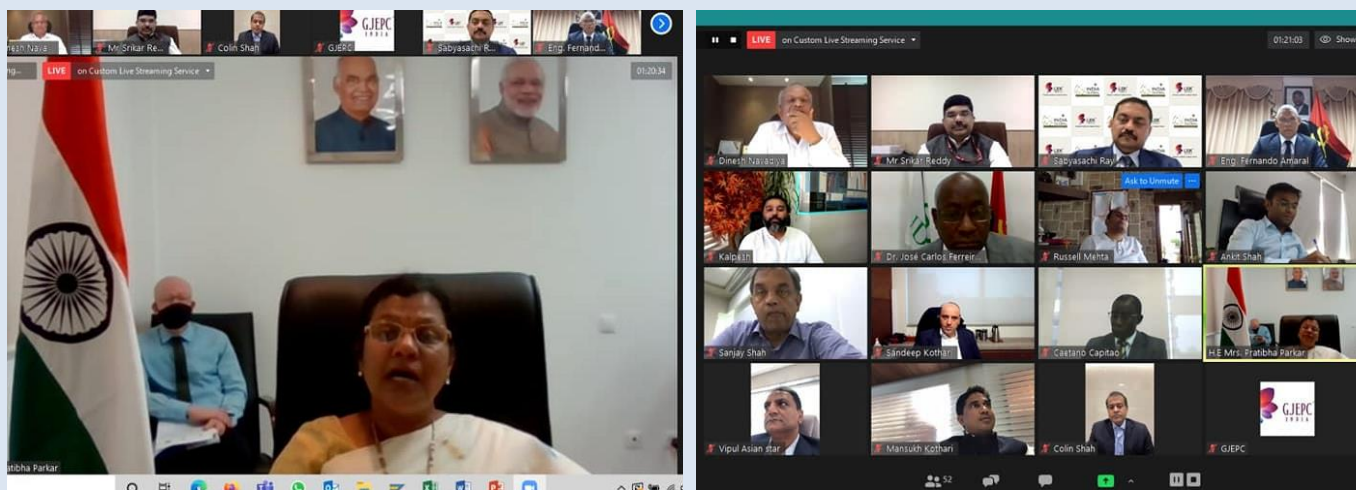 Mr Srikar Re...
Colin Shah
GJEPC
Sabyasachi R...
Eng. Fernand...
GJEPC
INDIA
LIVE on Custom Live Streaming Service
01:20:34
atibha Parkar
LIVE on Custom Live Streaming Service
01:21:03
Show
Dinesh Navadiya
Mr Srikar Reddy
Sabyasachi Ray
Eng. Fernando Amaral
Ask to Unmute
Kalpesh
Dr. José Carlos Ferreir
Russell Mehta
Ankit Shah
Sanjay Shah
Sandeep Kothari
Caetano Capitao
H.E Mrs. Pratibha Parkar
Vipul Asian star
Mansukh Kothari
Colin Shah
GJEPC
GJEPC
INDIA
52